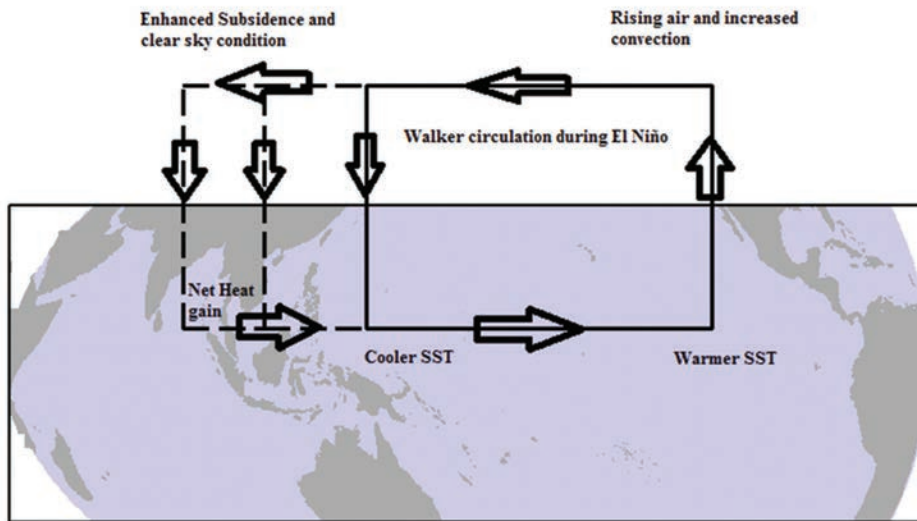 Enhanced Subsidence and
clear sky condition
Rising air and increased
convection
Walker circulation during El Niño
Net Heat
gain
Cooler SST
Warmer SST